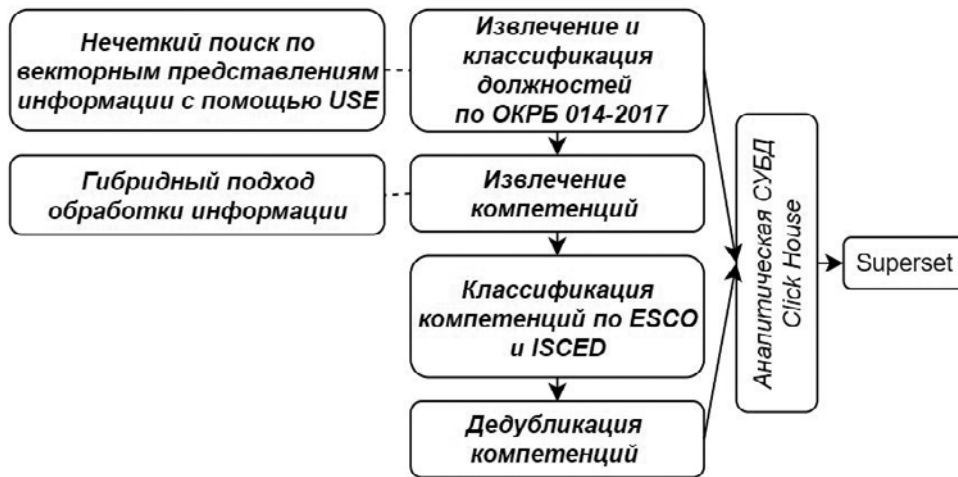 Нечеткий поиск по
векторным представлениям
информации с помощью USE
Извлечение и
классификация
должностей
по ОКРБ 014-2017
Гибридный подход
обработки информации
Извлечение
компетенций
Классификация
компетенций по ESCO
и ISCED
Дедубликация
компетенций
Аналитическая СУБД
Click House
Superset